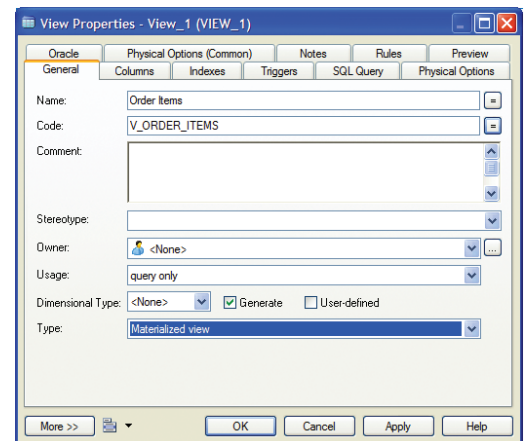 View Properties - View_1 (VIEW_1)
Oracle Physical Options (Common) Notes Rules Preview
General Columns Indexes Triggers SQL Query Physical Options
Name: Order Items =
Code: V_ORDER_ITEMS =
Comment:
Stereotype:
Owner: <None> ...
Usage: query only
Dimensional Type: <None> Generate User-defined
Type: Materialized view
More >> OK Cancel Apply Help